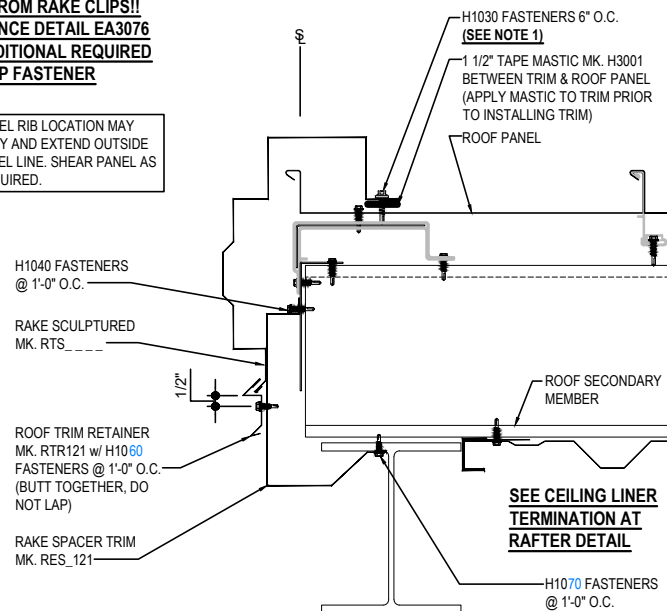 ROM RAKE CLIPS!!
NCE DETAIL EA3076
DITIONAL REQUIRED
P FASTENER
EL RIB LOCATION MAY
Y AND EXTEND OUTSIDE
EL LINE. SHEAR PANEL AS
UIRED.
H1030 FASTENERS 6" O.C.
(SEE NOTE 1)
1 1/2" TAPE MASTIC MK. H3001
BETWEEN TRIM & ROOF PANEL
(APPLY MASTIC TO TRIM PRIOR
TO INSTALLING TRIM)
ROOF PANEL
H1040 FASTENERS
@ 1'-0" O.C.
RAKE SCULPTURED
MK. RTS_ _ _ _
1/2"
ROOF TRIM RETAINER
MK. RTR121 w/ H1060
FASTENERS @ 1'-0" O.C.
(BUTT TOGETHER, DO
NOT LAP)
RAKE SPACER TRIM
MK. RES_121
ROOF SECONDARY
MEMBER
SEE CEILING LINER
TERMINATION AT
RAFTER DETAIL
H1070 FASTENERS
@ 1'-0" O.C.